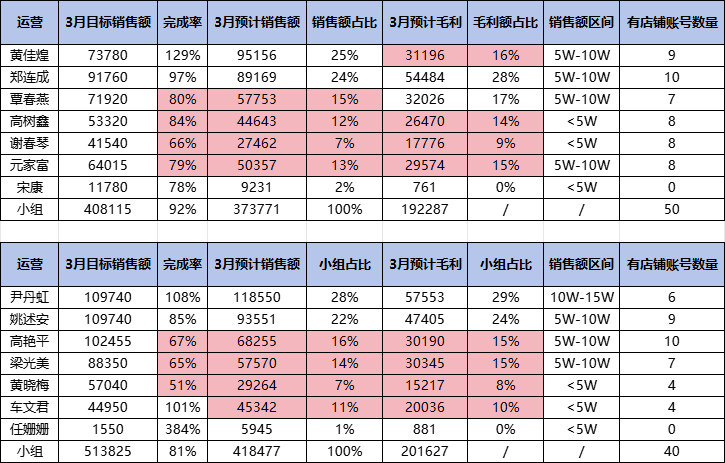 运营 3月目标销售额 完成率 3月预计销售额 销售额占比 3月预计毛利 毛利额占比 销售额区间 有店铺账号数量
黄佳煌 73780 129% 95156 25% 31196 16% 5W-10W 9
郑连成 91760 97% 89169 24% 54484 28% 5W-10W 10
覃春燕 71920 80% 57753 15% 32026 17% 5W-10W 7
高树鑫 53320 84% 44643 12% 26470 14% <5W 8
谢春琴 41540 66% 27462 7% 17776 9% <5W 8
元家富 64015 79% 50357 13% 29574 15% 5W-10W 8
宋康 11780 78% 9231 2% 761 0% <5W 0
小组 408115 92% 373771 100% 192287 / / 50
运营 3月目标销售额 完成率 3月预计销售额 小组占比 3月预计毛利 小组占比 销售额区间 有店铺账号数量
尹丹虹 109740 108% 118550 28% 57553 29% 10W-15W 6
姚述安 109740 85% 93551 22% 47405 24% 5W-10W 9
高艳平 102455 67% 68255 16% 30190 15% 5W-10W 10
梁光美 88350 65% 57570 14% 30345 15% 5W-10W 7
黄晓梅 57040 51% 29264 7% 15217 8% <5W 4
车文君 44950 101% 45342 11% 20036 10% <5W 4
任姗姗 1550 384% 5945 1% 881 0% <5W 0
小组 513825 81% 418477 100% 201627 / / 40